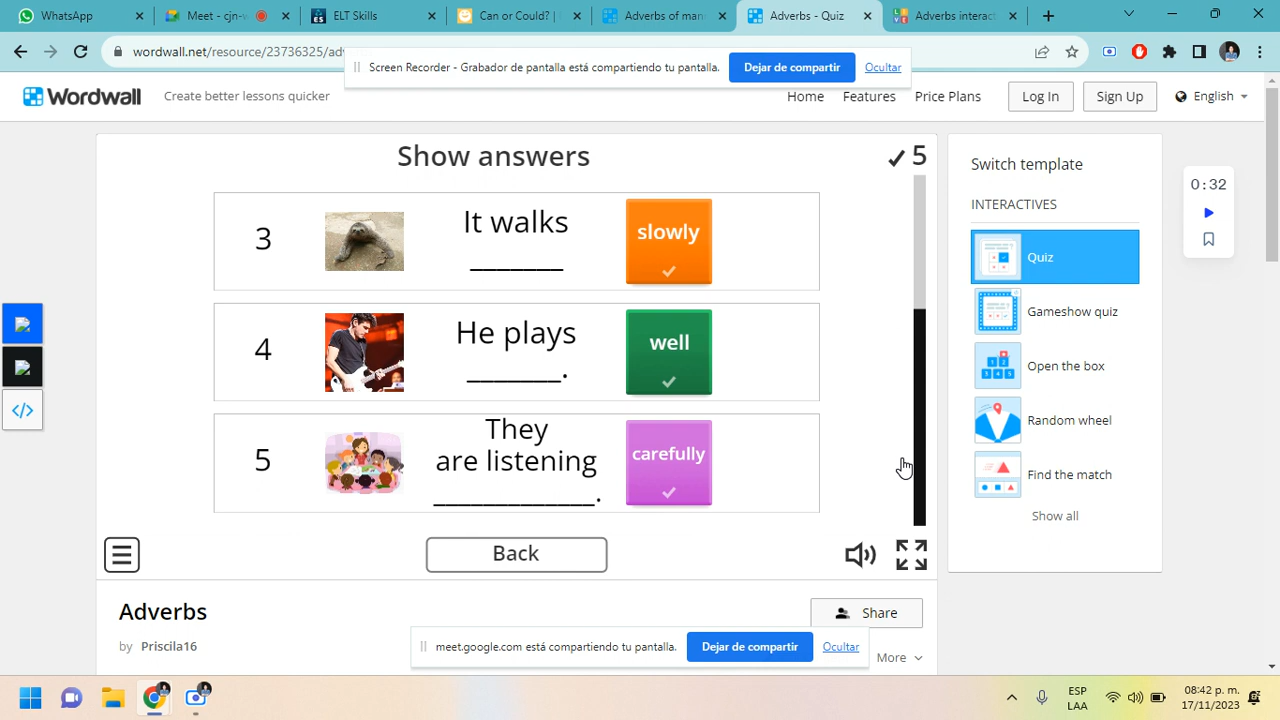 WhatsApp
Meet - cjn-v
ELT Skills
Can or Could? |
Adverbs of man
Adverbs - Quiz
Adverbs interac
wordwall.net/resource/23736325/adv
Screen Recorder - Grabador de pantalla está compartiendo tu pantalla.
Dejar de compartir
Ocultar
Wordwall
Create better lessons quicker
Home
Features
Price Plans
Log In
Sign Up
English
Show answers
5
3
It walks
_______
slowly
4
He plays
_______.
well
5
They
are listening
____________.
carefully
Back
Switch template
INTERACTIVES
Quiz
Gameshow quiz
Open the box
Random wheel
Find the match
Show all
0:32
Adverbs
by Priscila16
Share
More
meet.google.com está compartiendo tu pantalla.
Dejar de compartir
Ocultar
ESP
LAA
08:42 p. m.
17/11/2023